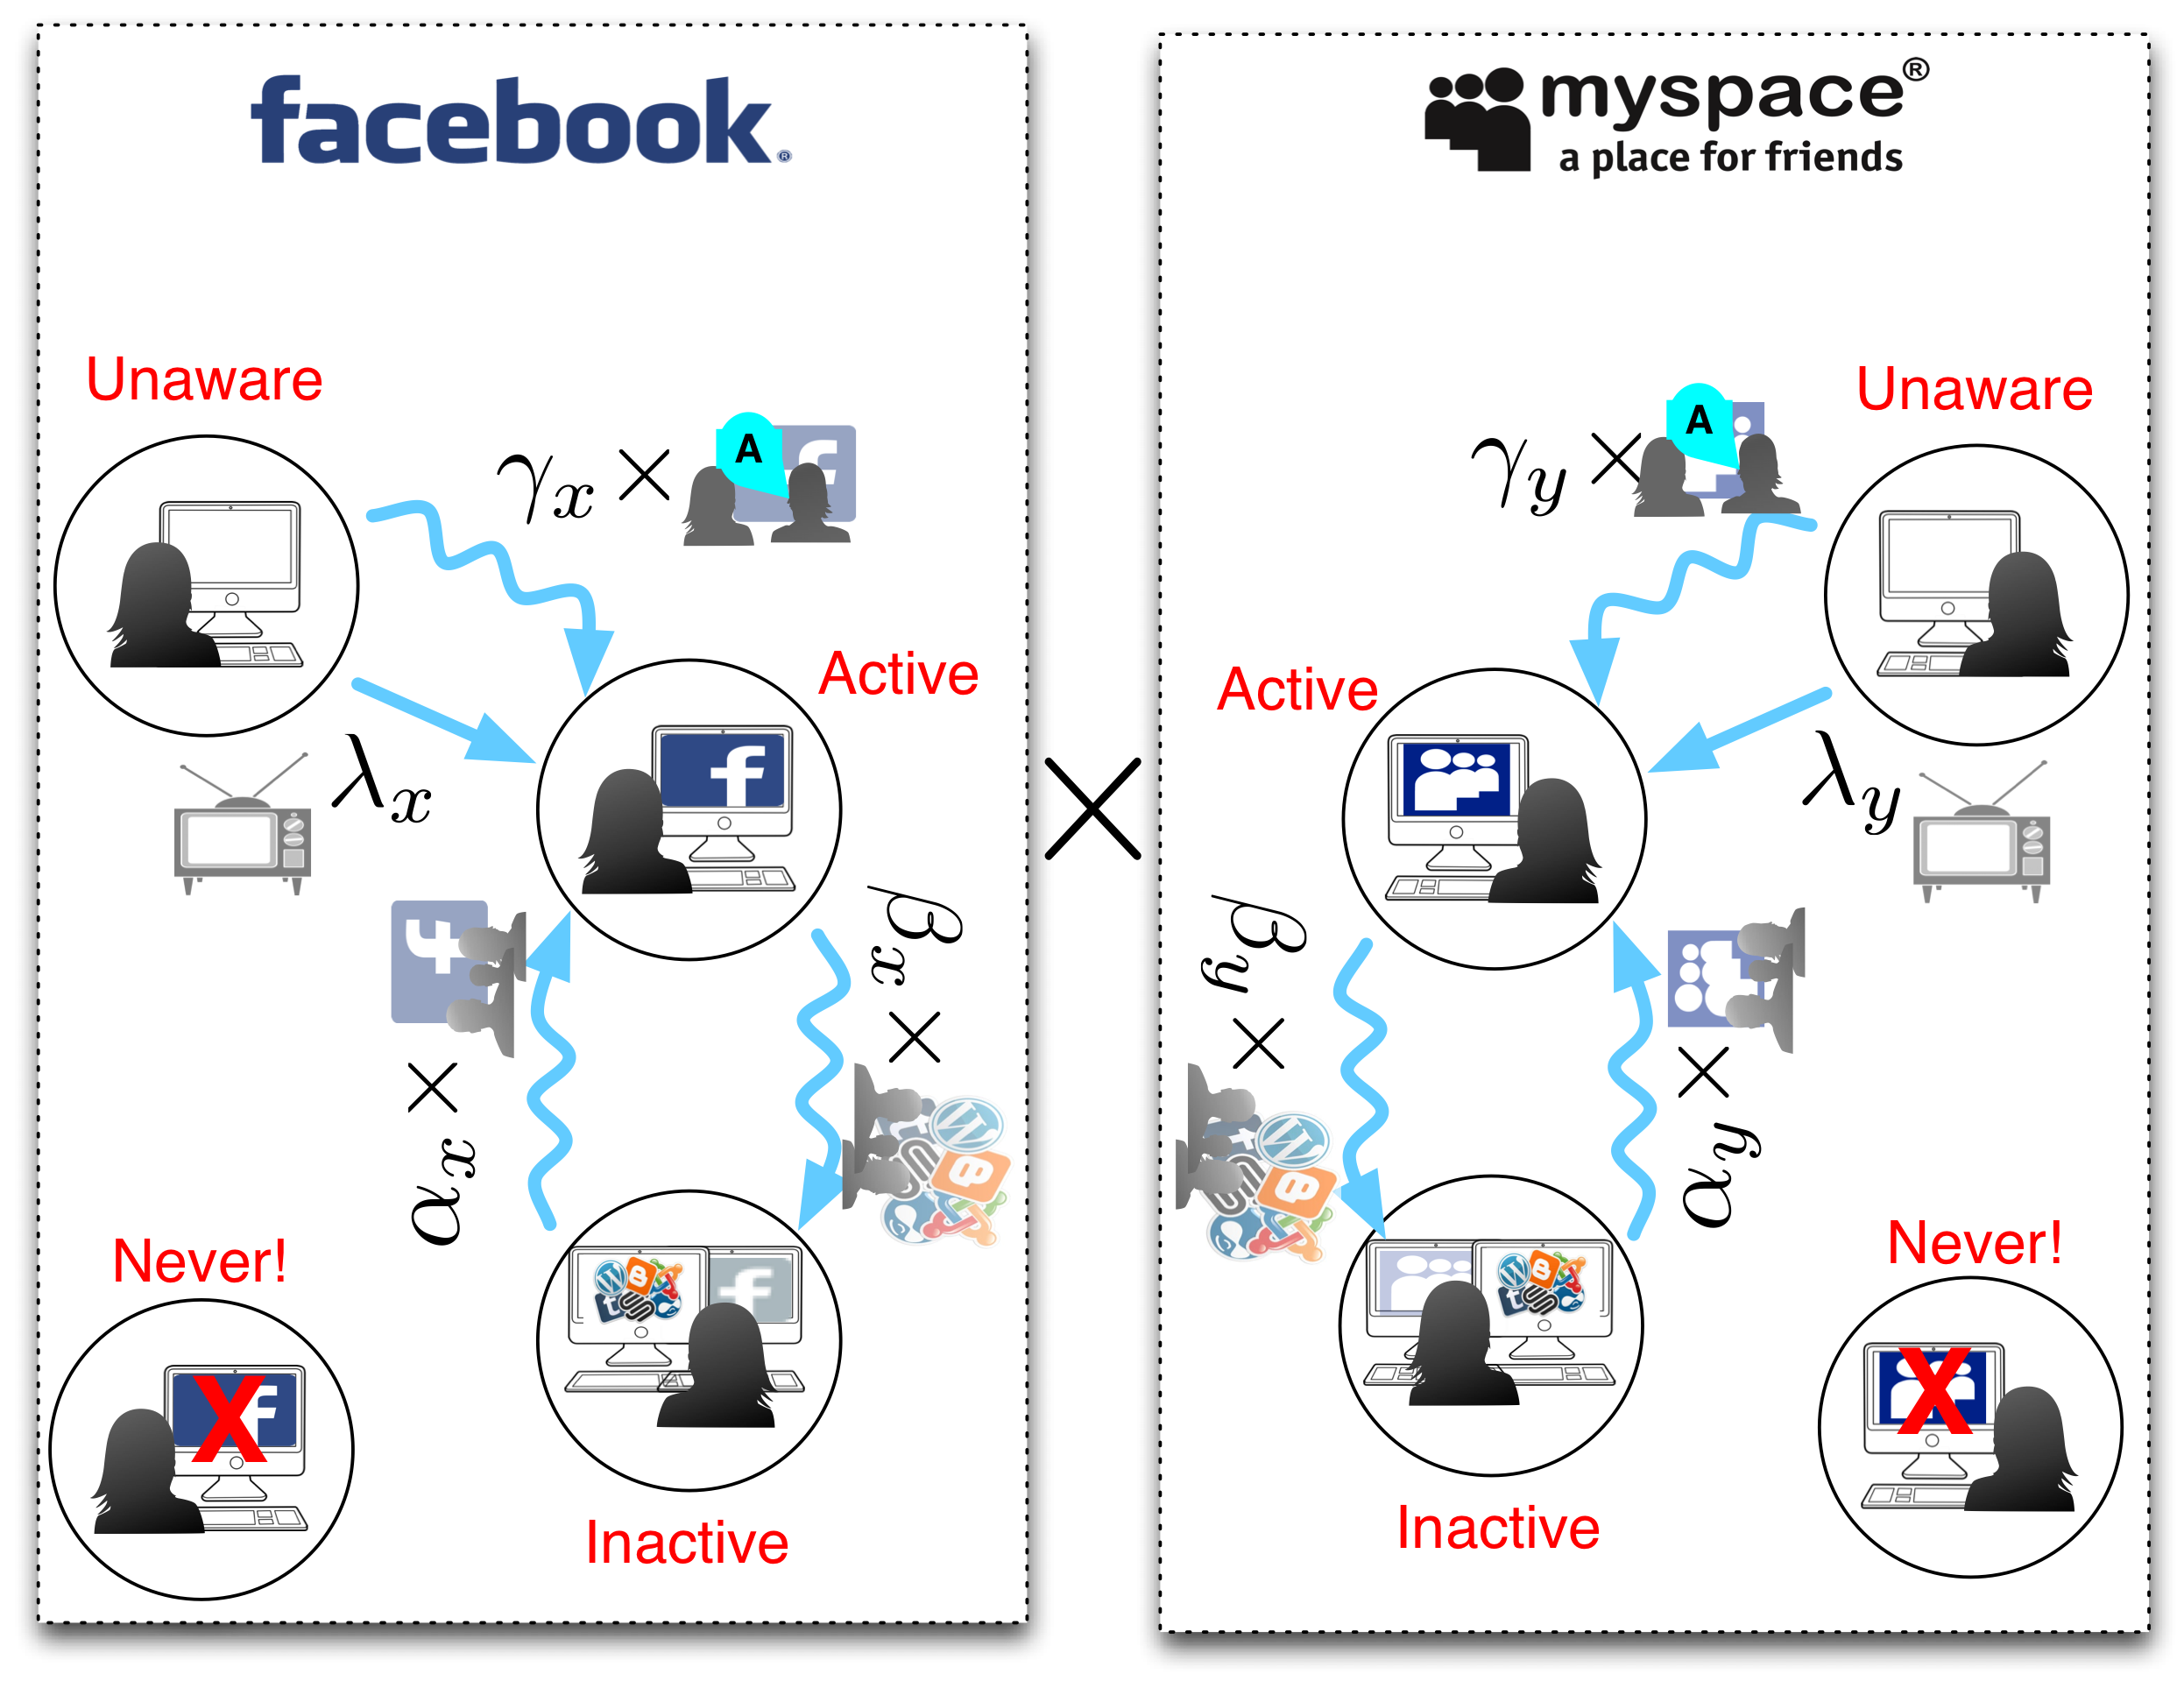 facebook®
Unaware
γx ×
A
Active
λx
βx ×
αx ×
Never!
Inactive
×
myspace®
a place for friends
Unaware
γy ×
A
Active
λy
βy ×
αy ×
Never!
Inactive